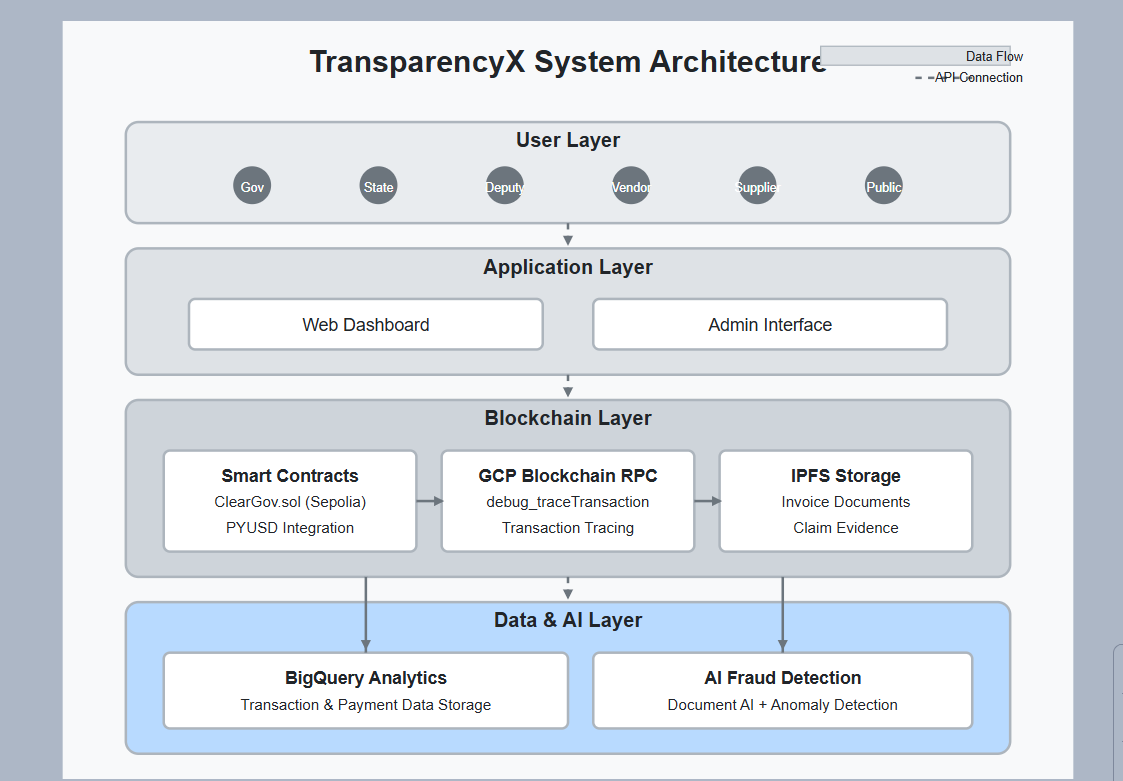 TransparencyX System Architecture
Data Flow
API Connection
User Layer
Gov
State
Deputy
Vendor
Supplier
Public
Application Layer
Web Dashboard
Admin Interface
Blockchain Layer
Smart Contracts
ClearGov.sol (Sepolia)
PYUSD Integration
GCP Blockchain RPC
debug_traceTransaction
Transaction Tracing
IPFS Storage
Invoice Documents
Claim Evidence
Data & AI Layer
BigQuery Analytics
Transaction & Payment Data Storage
AI Fraud Detection
Document AI + Anomaly Detection